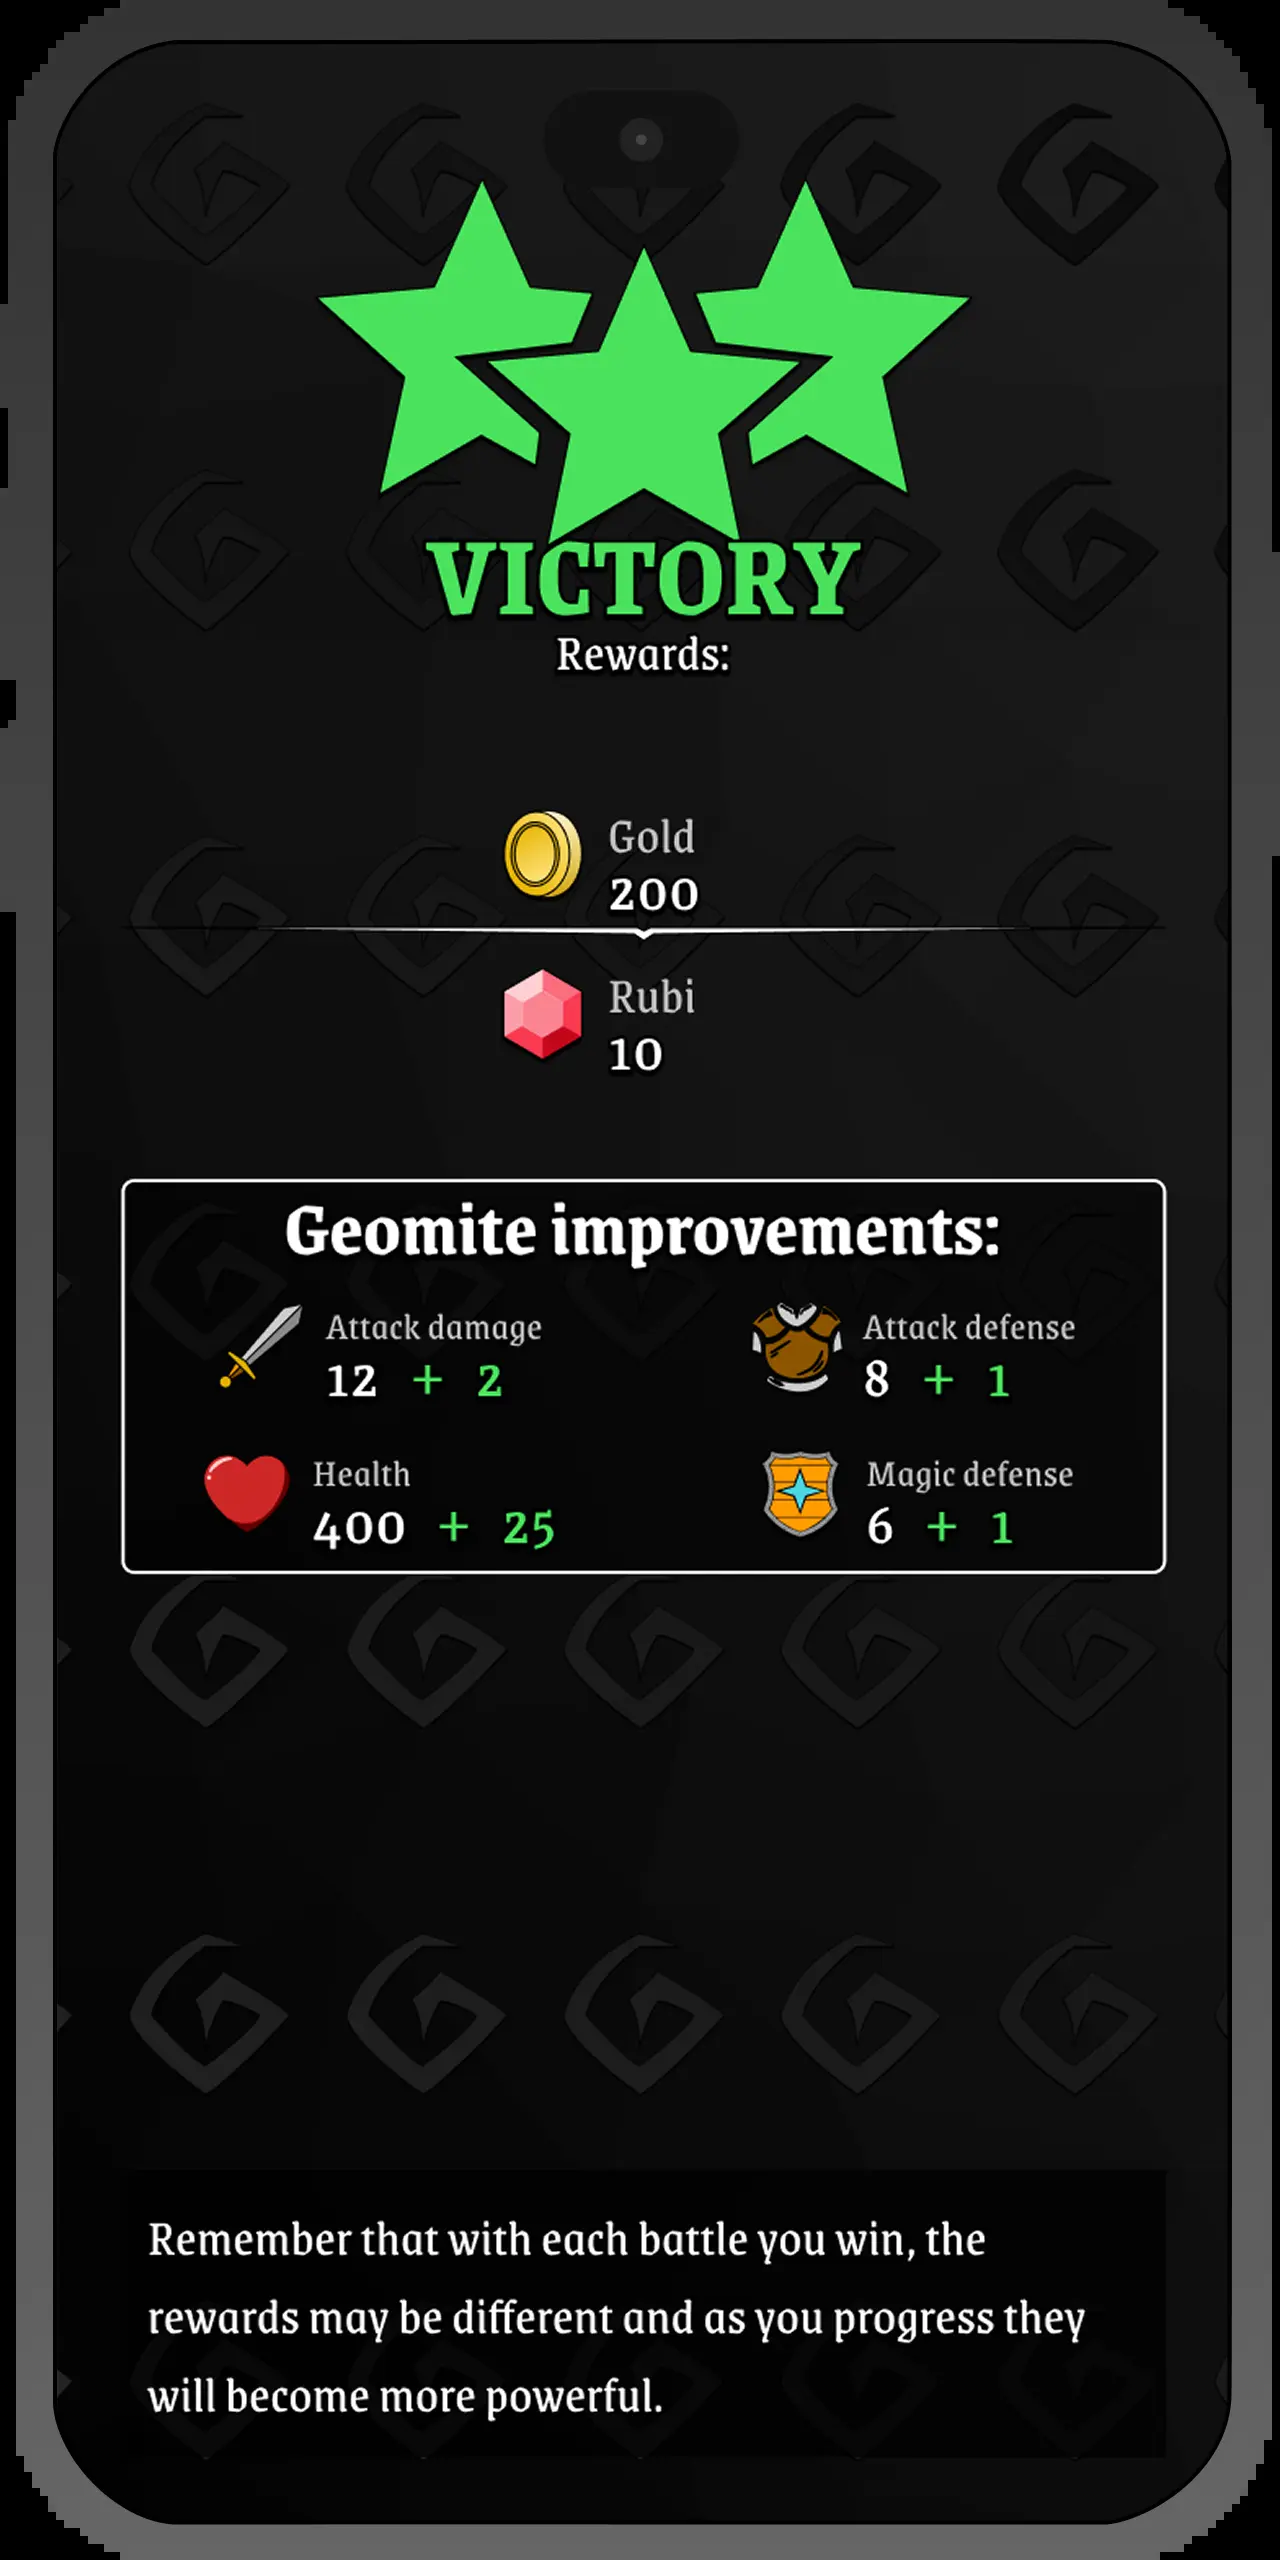 VICTORY
Rewards:
Gold
200
Rubi
10
Geomite improvements:
Attack damage
12 + 2
Attack defense
8 + 1
Health
400 + 25
Magic defense
6 + 1
Remember that with each battle you win, the
rewards may be different and as you progress they
will become more powerful.